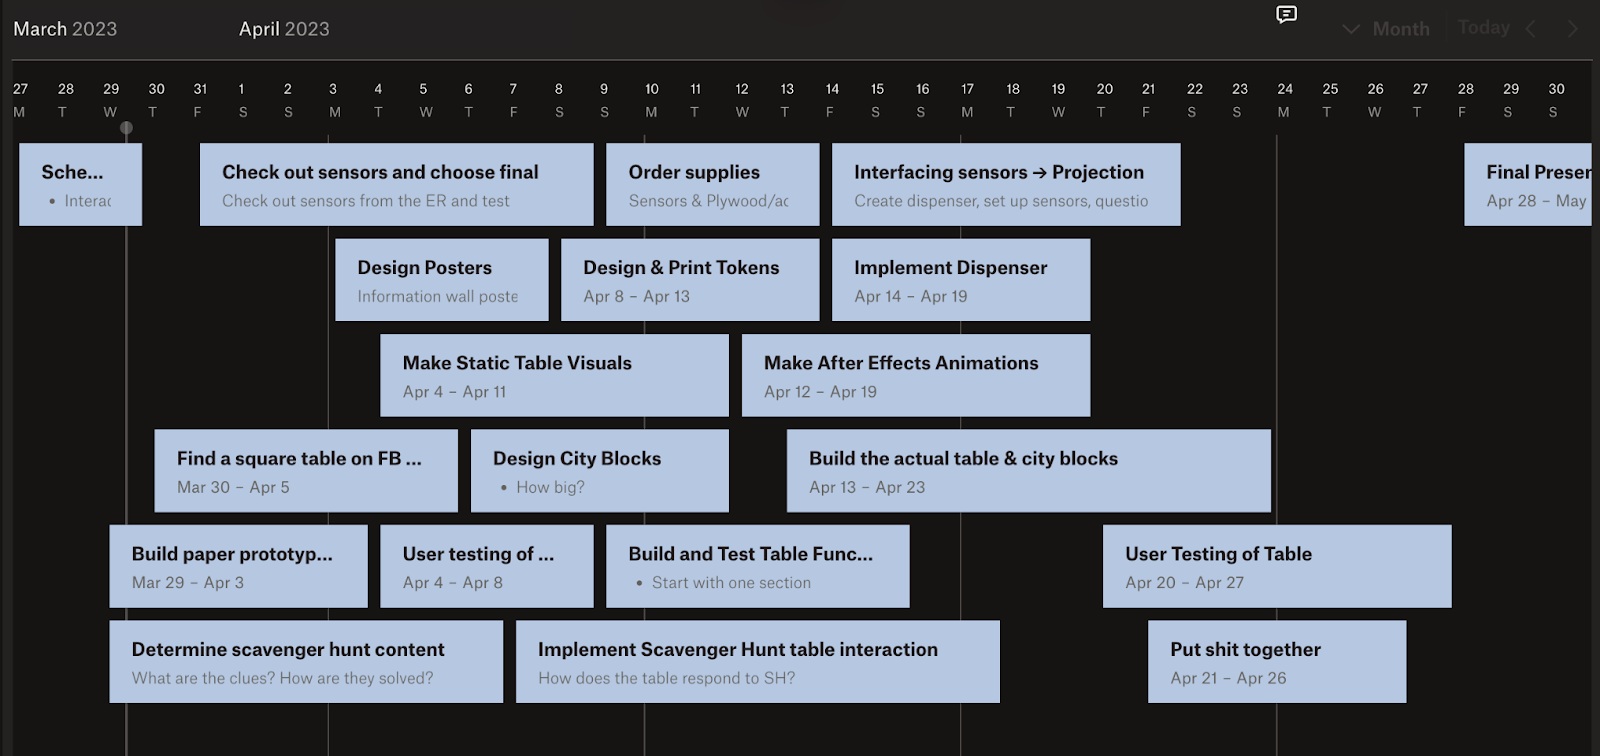 March 2023 April 2023
Month Today
27 28 29 30 31 1 2 3 4 5 6 7 8 9 10 11 12 13 14 15 16 17 18 19 20 21 22 23 24 25 26 27 28 29 30
M T W T F S S M T W T F S S M T W T F S S M T W T F S S M T W T F S S
Sche...
• Interac
Check out sensors and choose final
Check out sensors from the ER and test
Order supplies
Sensors & Plywood/ac
Interfacing sensors → Projection
Create dispenser, set up sensors, questio
Final Presen
Apr 28 – May
Design Posters
Information wall poste
Design & Print Tokens
Apr 8 – Apr 13
Implement Dispenser
Apr 14 – Apr 19
Make Static Table Visuals
Apr 4 – Apr 11
Make After Effects Animations
Apr 12 – Apr 19
Find a square table on FB ...
Mar 30 – Apr 5
Design City Blocks
• How big?
Build the actual table & city blocks
Apr 13 – Apr 23
Build paper prototyp...
Mar 29 – Apr 3
User testing of ...
Apr 4 – Apr 8
Build and Test Table Func...
• Start with one section
User Testing of Table
Apr 20 – Apr 27
Determine scavenger hunt content
What are the clues? How are they solved?
Implement Scavenger Hunt table interaction
How does the table respond to SH?
Put shit together
Apr 21 – Apr 26